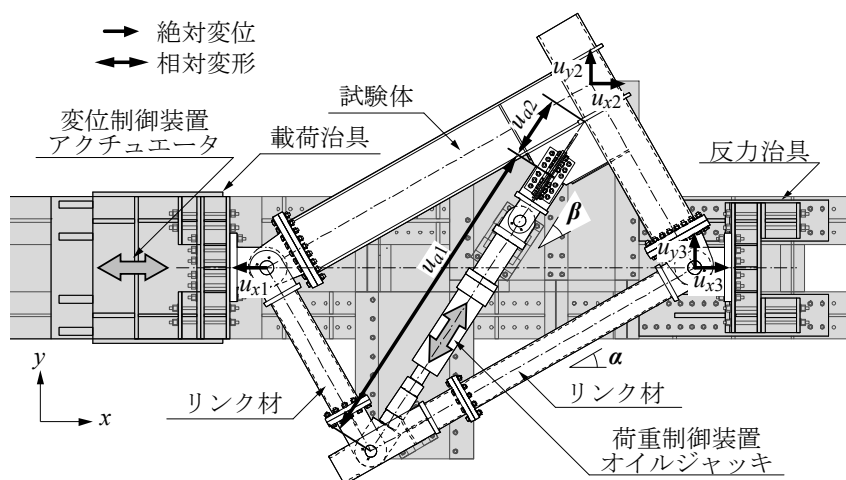 絶対変位
相対変形
変位制御装置
アクチュエータ
載荷治具
試験体
u_{y2}
u_{x2}
u_{a2}
反力治具
β
u_{a1}
u_{y3}
u_{x1}
u_{x3}
y
x
α
リンク材
リンク材
荷重制御装置
オイルジャッキ